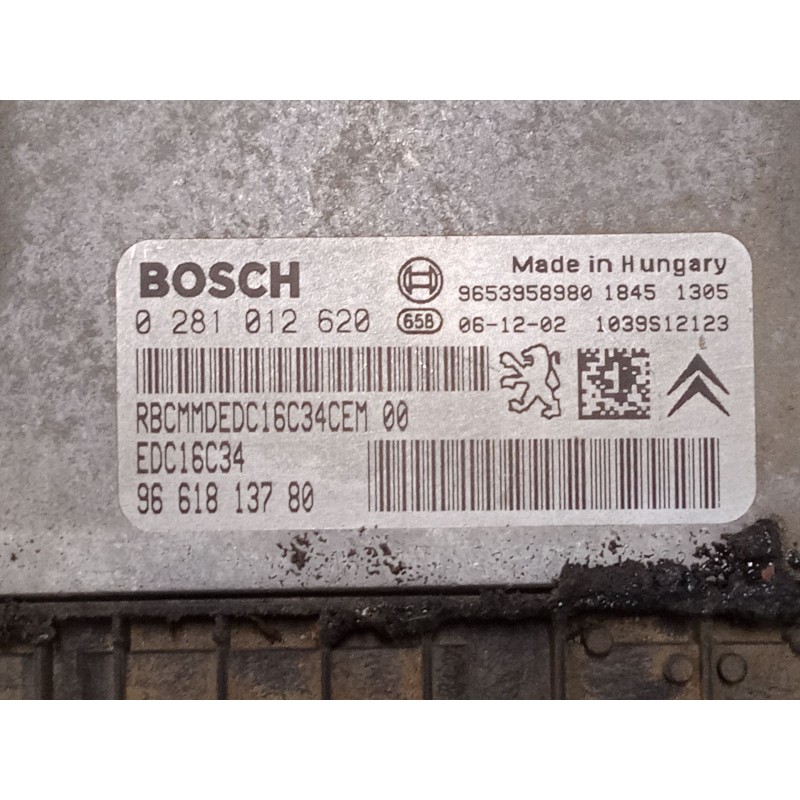 BOSCH
Made in Hungary
9653958980 1845 1305
0 281 012 620
658 06-12-02 1039S12123
RBCMMDEDC16C34CEM 00
EDC16C34
96 618 137 80